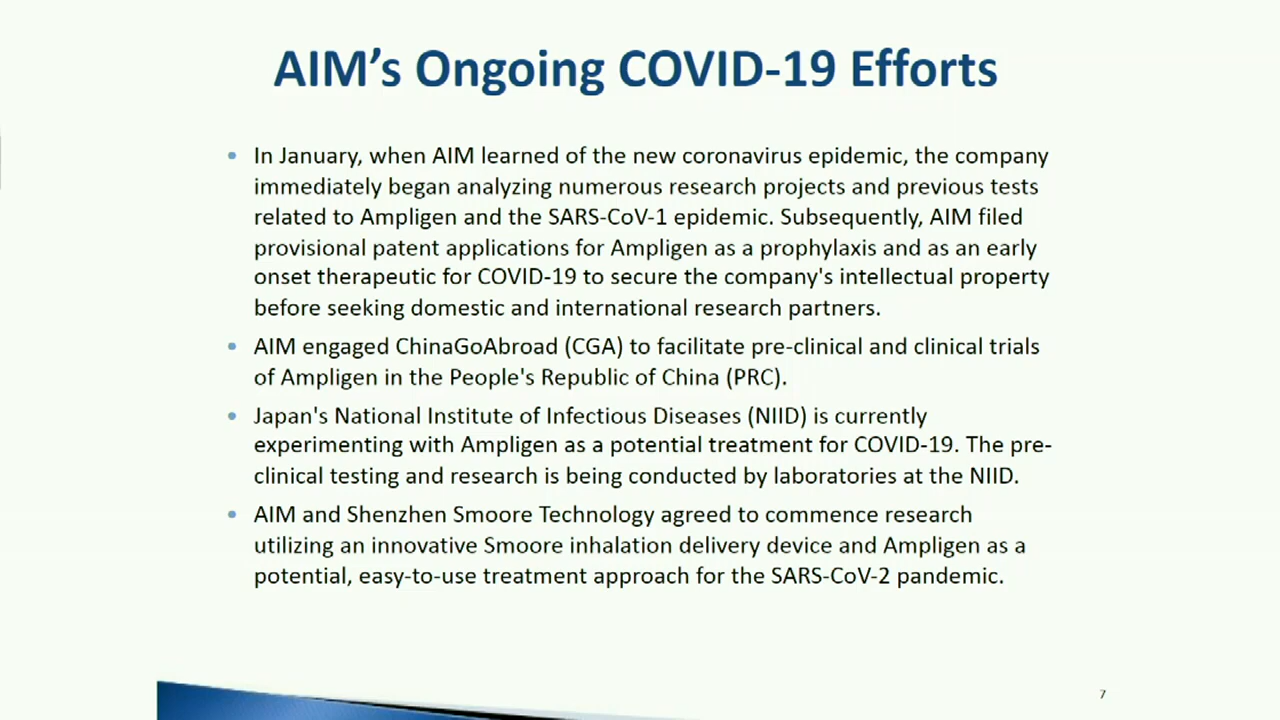 AIM’s Ongoing COVID-19 Efforts
• In January, when AIM learned of the new coronavirus epidemic, the company
immediately began analyzing numerous research projects and previous tests
related to Ampligen and the SARS-CoV-1 epidemic. Subsequently, AIM filed
provisional patent applications for Ampligen as a prophylaxis and as an early
onset therapeutic for COVID-19 to secure the company's intellectual property
before seeking domestic and international research partners.
• AIM engaged ChinaGoAbroad (CGA) to facilitate pre-clinical and clinical trials
of Ampligen in the People's Republic of China (PRC).
• Japan's National Institute of Infectious Diseases (NIID) is currently
experimenting with Ampligen as a potential treatment for COVID-19. The pre-
clinical testing and research is being conducted by laboratories at the NIID.
• AIM and Shenzhen Smoore Technology agreed to commence research
utilizing an innovative Smoore inhalation delivery device and Ampligen as a
potential, easy-to-use treatment approach for the SARS-CoV-2 pandemic.
7